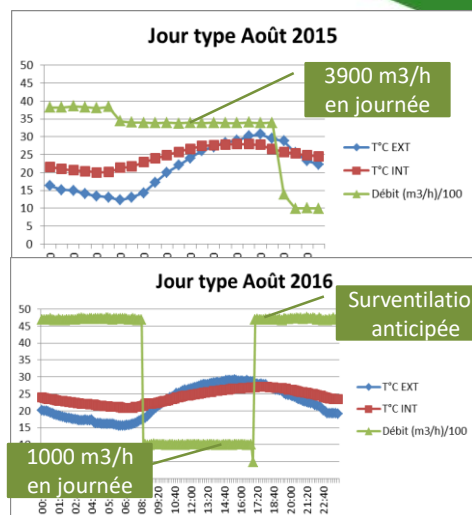 Jour type Août 2015
3900 m3/h
en journée
50
45
40
35
30
25
20
15
10
5
0
T°C EXT
T°C INT
Débit (m3/h)/100
Jour type Août 2016
Surventilatio
anticipée
50
45
40
35
30
25
20
15
10
T°C EXT
T°C INT
Débit (m3/h)/100
1000 m3/h
en journée
08:
09:20
10:40
12:00
13:20
14:40
16:00
17:20
18:40
20:00
21:20
22:40